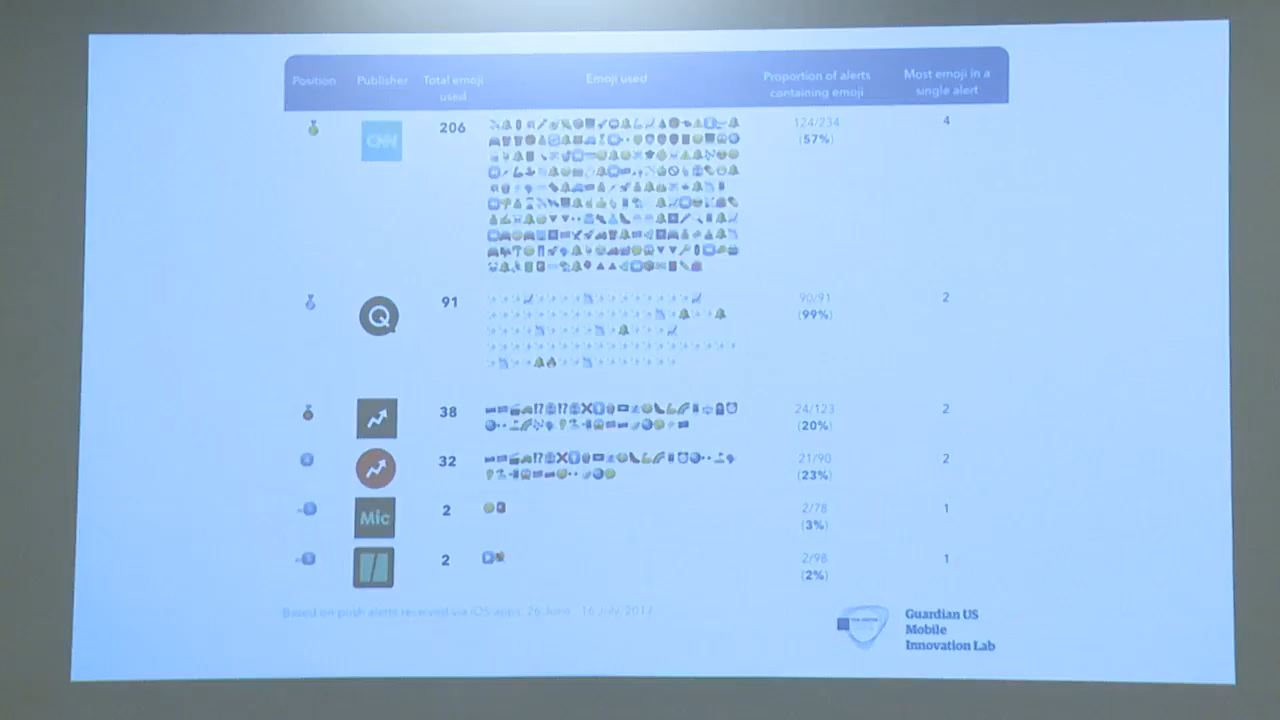 Position Publisher Total emoji used Emoji used Proportion of alerts containing emoji Most emoji in a single alert
CNN 206 124/234 4
(57%)
Q 91 90/91 2
(99%)
38 24/123 2
(20%)
32 21/90 2
(23%)
Mic 2 2/78 1
(3%)
2 2/98 1
(2%)
Based on push alerts received via iOS apps, 26 June - 16 July 2017
Guardian US
Mobile
Innovation Lab